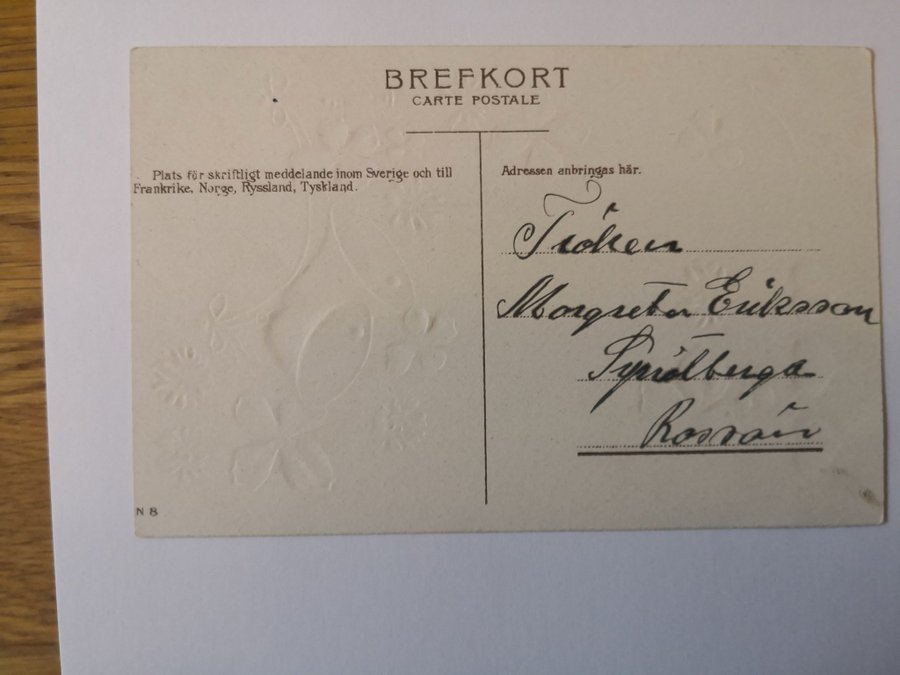 BREFKORT
CARTE POSTALE
Plats för skriftligt meddelande inom Sverige och till
Frankrike, Norge, Ryssland, Tyskland.
Adressen anbringas här.
Fröken
Margreta Eriksson
N 8